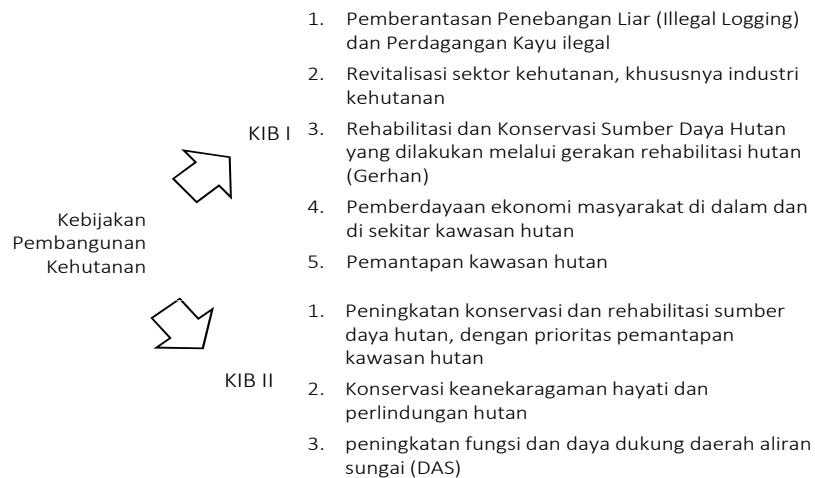 Kebijakan
Pembangunan
Kehutanan
KIB I
1. Pemberantasan Penebangan Liar (Illegal Logging)
dan Perdagangan Kayu ilegal
2. Revitalisasi sektor kehutanan, khususnya industri
kehutanan
3. Rehabilitasi dan Konservasi Sumber Daya Hutan
yang dilakukan melalui gerakan rehabilitasi hutan
(Gerhan)
4. Pemberdayaan ekonomi masyarakat di dalam dan
di sekitar kawasan hutan
5. Pemantapan kawasan hutan
KIB II
1. Peningkatan konservasi dan rehabilitasi sumber
daya hutan, dengan prioritas pemantapan
kawasan hutan
2. Konservasi keanekaragaman hayati dan
perlindungan hutan
3. peningkatan fungsi dan daya dukung daerah aliran
sungai (DAS)